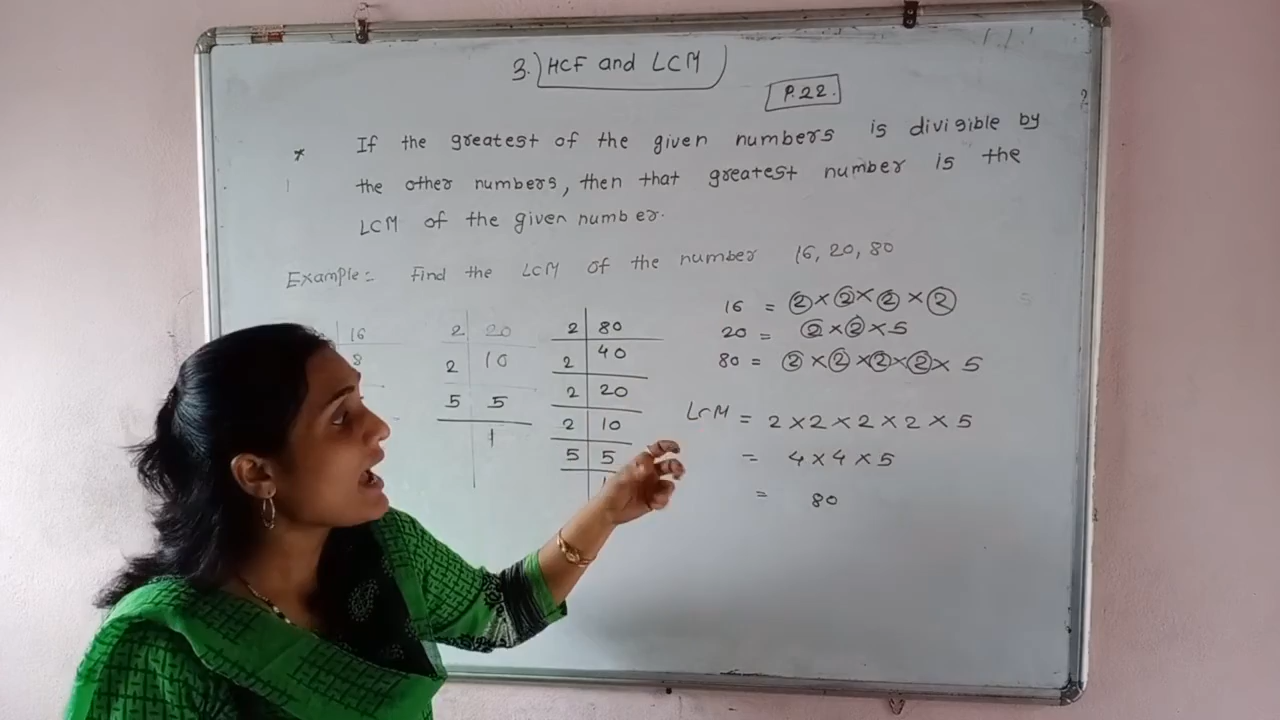 3. HCF and LCM
P.22.
* If the greatest of the given numbers is divisible by
the other numbers, then that greatest number is the
LCM of the given number.
Example:- Find the LCM of the number 16, 20, 80
16
8
2 20
2 10
5 5
1
2 80
2 40
2 20
2 10
5 5
16 = 2 × 2 × 2 × 2
20 = 2 × 2 × 5
80 = 2 × 2 × 2 × 2 × 5
LCM = 2 × 2 × 2 × 2 × 5
= 4 × 4 × 5
= 80